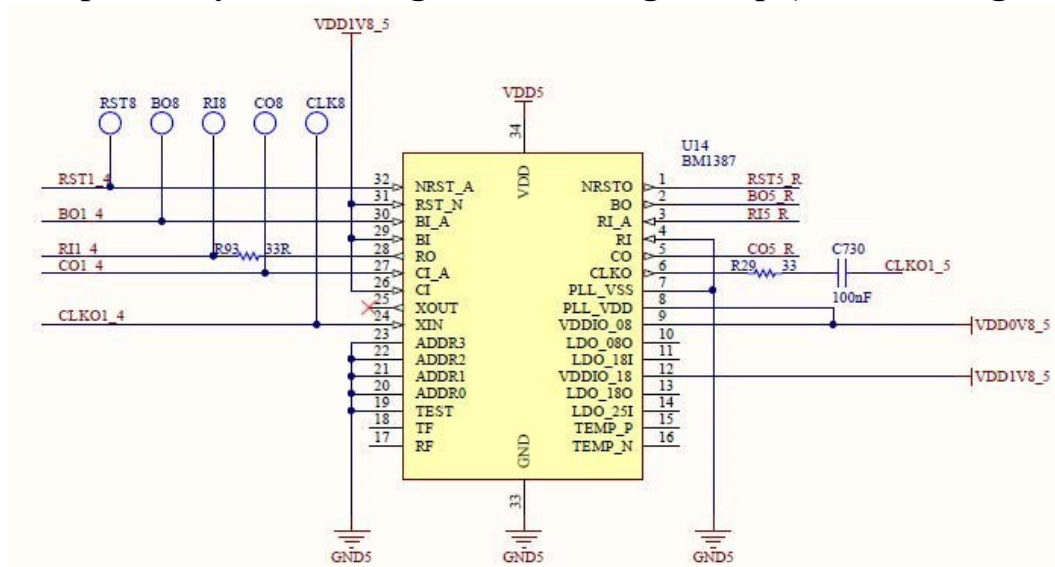 VDD1V8_5
RST8 BO8 RI8 CO8 CLK8
VDD5
34
U14
BM1387
VDD
RST1_4 32 NRST_A NRSTO 1 RST5_R
31 RST_N BO 2 BO5_R
BO1_4 30 BI_A RI_A 3 RI5_R
29 BI RI 4
RI1_4 R93 33R 28 RO CO 5 CO5_R C730
CO1_4 27 CI_A CLKO 6 R29 33 CLKO1_5
26 CI PLL_VSS 7 100nF
25 XOUT PLL_VDD 8
CLKO1_4 24 XIN VDDIO_08 9 VDD0V8_5
23 ADDR3 LDO_08O 10
22 ADDR2 LDO_18I 11
21 ADDR1 VDDIO_18 12 VDD1V8_5
20 ADDR0 LDO_18O 13
19 TEST LDO_25I 14
18 TF TEMP_P 15
17 RF TEMP_N 16
GND
33
GND5 GND5 GND5